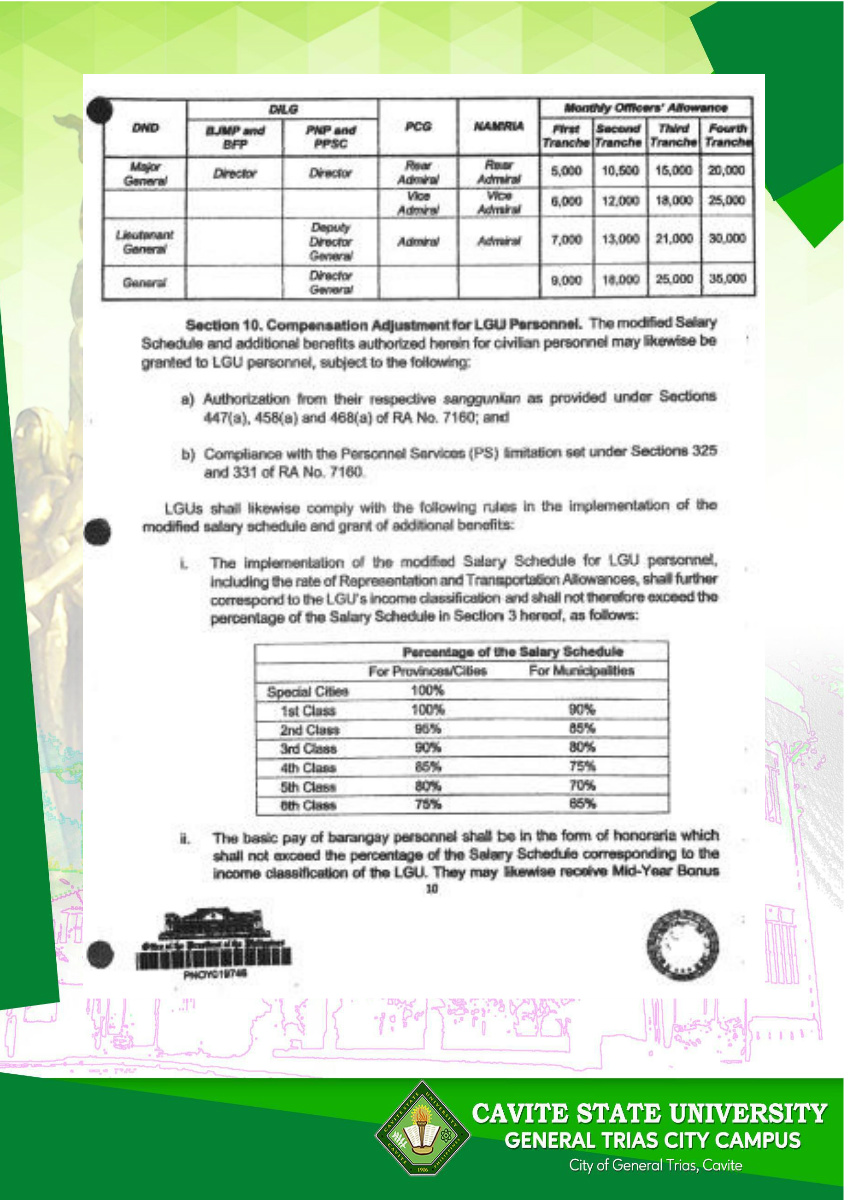 DND DILG PCG NAMRIA Monthly Officers' Allowance
BJMP and BFP PNP and PPSC First Tranche Second Tranche Third Tranche Fourth Tranche
Major General Director Director Rear Admiral Rear Admiral 5,000 10,500 15,000 20,000
Vice Admiral Vice Admiral 6,000 12,000 18,000 25,000
Lieutenant General Deputy Director General Admiral Admiral 7,000 13,000 21,000 30,000
General Director General 9,000 18,000 25,000 35,000
Section 10. Compensation Adjustment for LGU Personnel. The modified Salary
Schedule and additional benefits authorized herein for civilian personnel may likewise be
granted to LGU personnel, subject to the following:
a) Authorization from their respective sanggunian as provided under Sections
447(a), 458(a) and 468(a) of RA No. 7160; and
b) Compliance with the Personnel Services (PS) limitation set under Sections 325
and 331 of RA No. 7160.
LGUs shall likewise comply with the following rules in the implementation of the
modified salary schedule and grant of additional benefits:
i. The implementation of the modified Salary Schedule for LGU personnel,
including the rate of Representation and Transportation Allowances, shall further
correspond to the LGU's income classification and shall not therefore exceed the
percentage of the Salary Schedule in Section 3 hereof, as follows:
Percentage of the Salary Schedule
For Provinces/Cities For Municipalities
Special Cities 100%
1st Class 100% 90%
2nd Class 95% 85%
3rd Class 90% 80%
4th Class 85% 75%
5th Class 80% 70%
6th Class 75% 65%
ii. The basic pay of barangay personnel shall be in the form of honoraria which
shall not exceed the percentage of the Salary Schedule corresponding to the
income classification of the LGU. They may likewise receive Mid-Year Bonus
10
Office of the President of the Philippines
PNOY019746
CAVITE STATE UNIVERSITY
GENERAL TRIAS CITY CAMPUS
City of General Trias, Cavite
1906